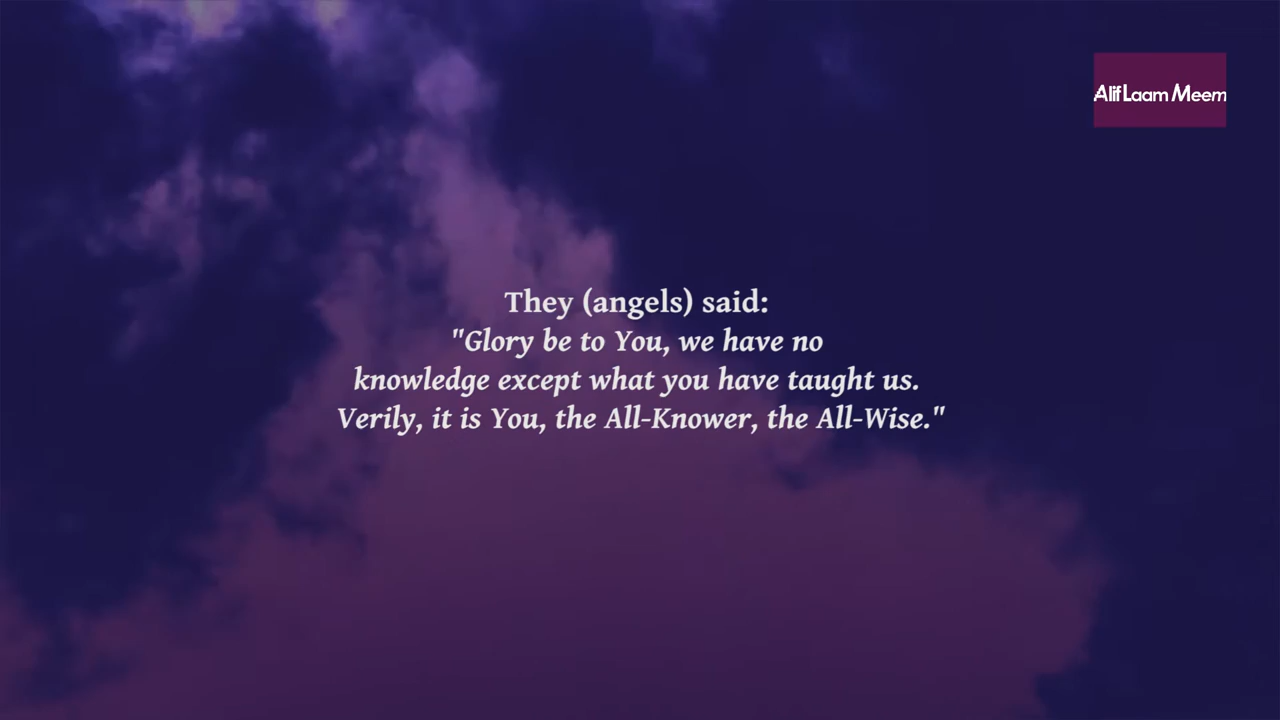 Alif Laam Meem
They (angels) said:
"Glory be to You, we have no
knowledge except what you have taught us.
Verily, it is You, the All-Knower, the All-Wise."